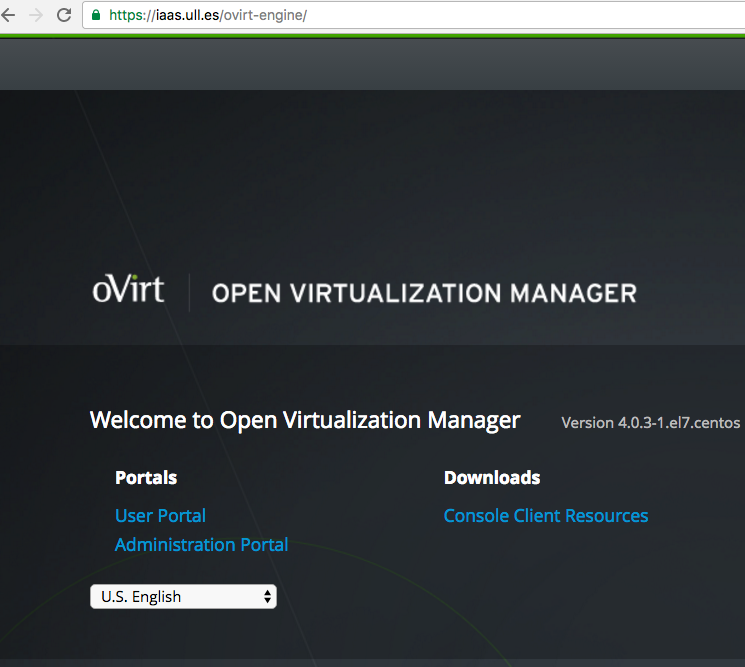 https://iaas.ull.es/ovirt-engine/
oVirt OPEN VIRTUALIZATION MANAGER
Welcome to Open Virtualization Manager Version 4.0.3-1.el7.centos
Portals Downloads
User Portal Console Client Resources
Administration Portal
U.S. English